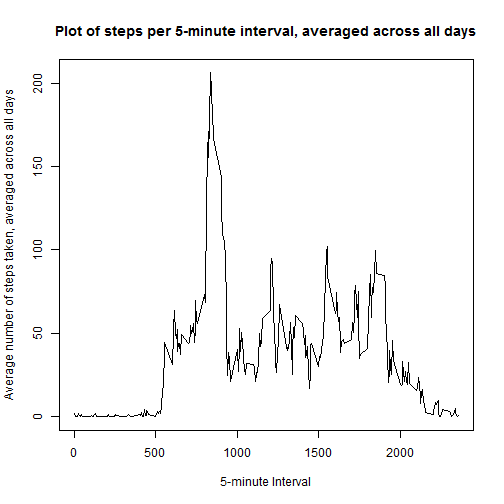 Plot of steps per 5-minute interval, averaged across all days
Average number of steps taken, averaged across all days
200
150
100
50
0
0 500 1000 1500 2000
5-minute Interval